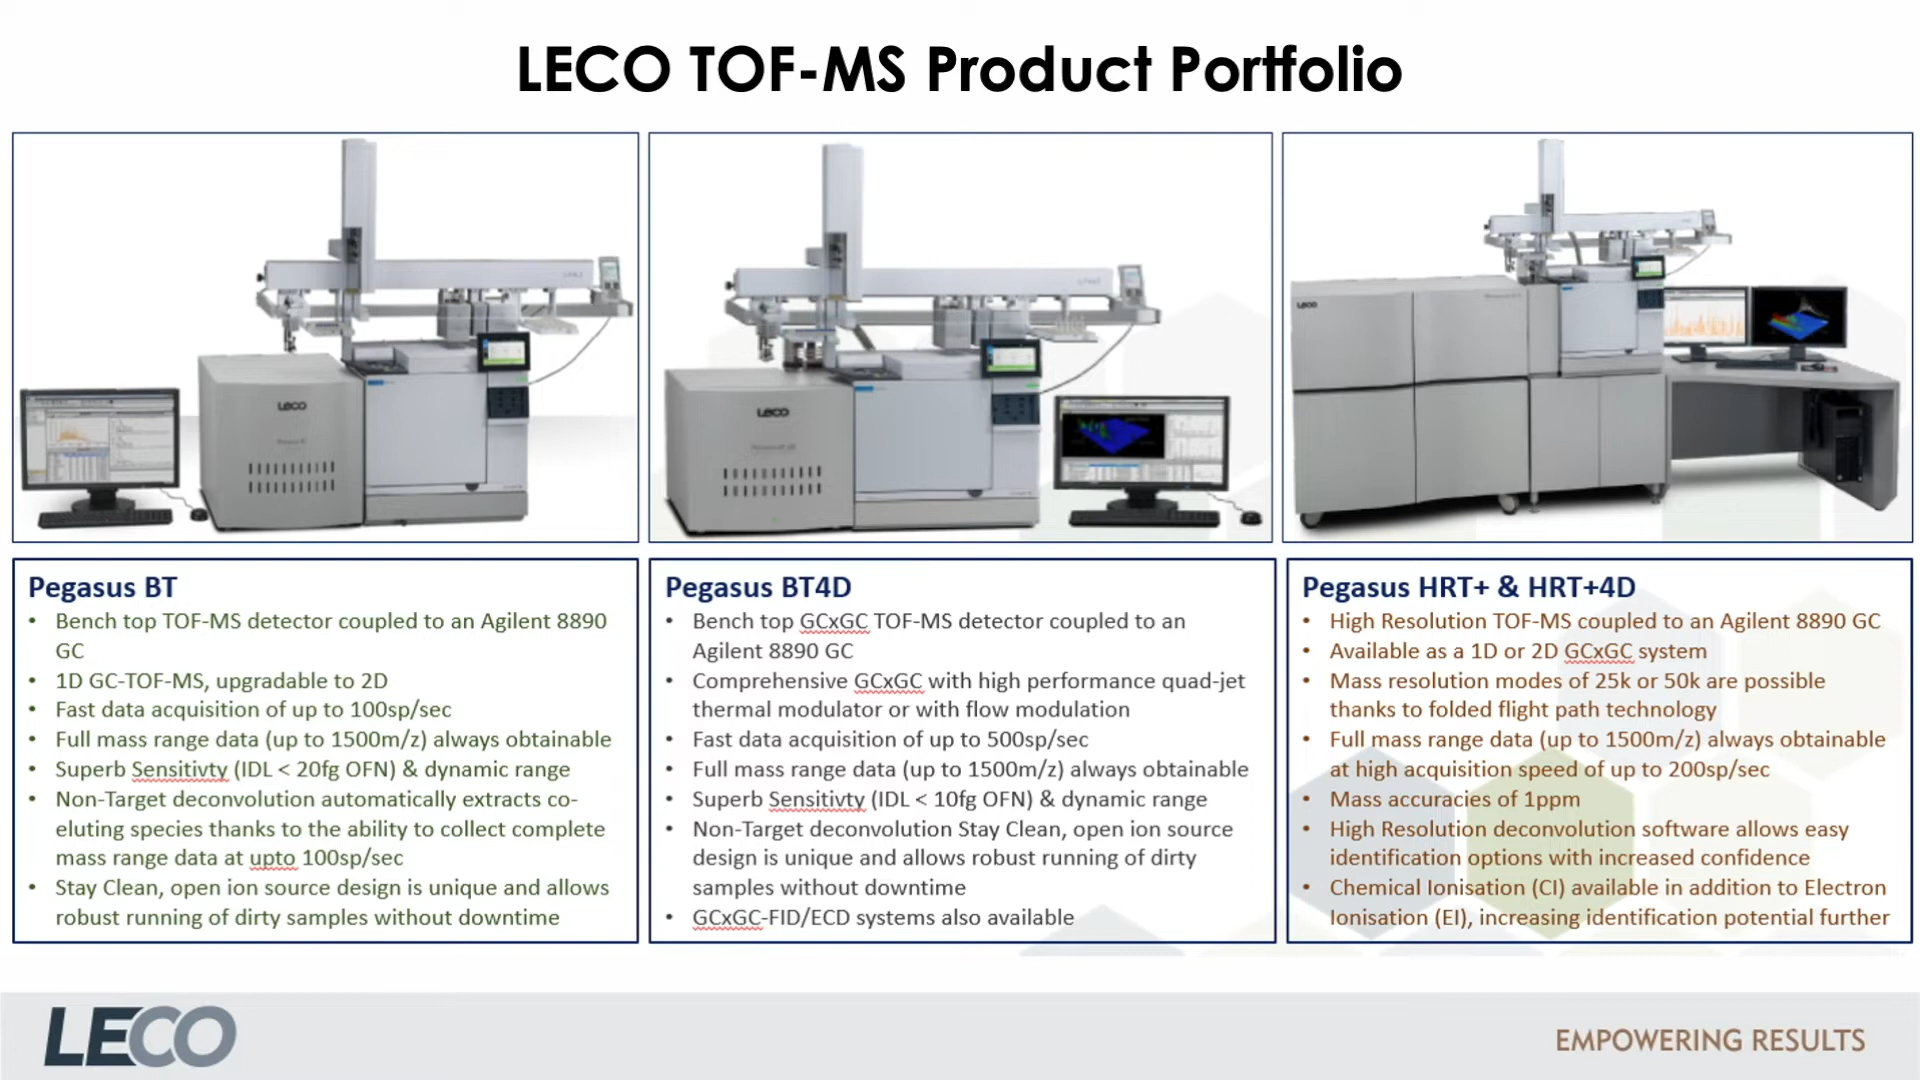 LECO TOF-MS Product Portfolio
LECO
LECO
LECO
Pegasus BT
• Bench top TOF-MS detector coupled to an Agilent 8890
GC
• 1D GC-TOF-MS, upgradable to 2D
• Fast data acquisition of up to 100sp/sec
• Full mass range data (up to 1500m/z) always obtainable
• Superb Sensitivty (IDL < 20fg OFN) & dynamic range
• Non-Target deconvolution automatically extracts co-
eluting species thanks to the ability to collect complete
mass range data at upto 100sp/sec
• Stay Clean, open ion source design is unique and allows
robust running of dirty samples without downtime
Pegasus BT4D
• Bench top GCxGC TOF-MS detector coupled to an
Agilent 8890 GC
• Comprehensive GCxGC with high performance quad-jet
thermal modulator or with flow modulation
• Fast data acquisition of up to 500sp/sec
• Full mass range data (up to 1500m/z) always obtainable
• Superb Sensitivty (IDL < 10fg OFN) & dynamic range
• Non-Target deconvolution Stay Clean, open ion source
design is unique and allows robust running of dirty
samples without downtime
• GCxGC-FID/ECD systems also available
Pegasus HRT+ & HRT+4D
• High Resolution TOF-MS coupled to an Agilent 8890 GC
• Available as a 1D or 2D GCxGC system
• Mass resolution modes of 25k or 50k are possible
thanks to folded flight path technology
• Full mass range data (up to 1500m/z) always obtainable
at high acquisition speed of up to 200sp/sec
• Mass accuracies of 1ppm
• High Resolution deconvolution software allows easy
identification options with increased confidence
• Chemical Ionisation (CI) available in addition to Electron
Ionisation (EI), increasing identification potential further
LECO
EMPOWERING RESULTS